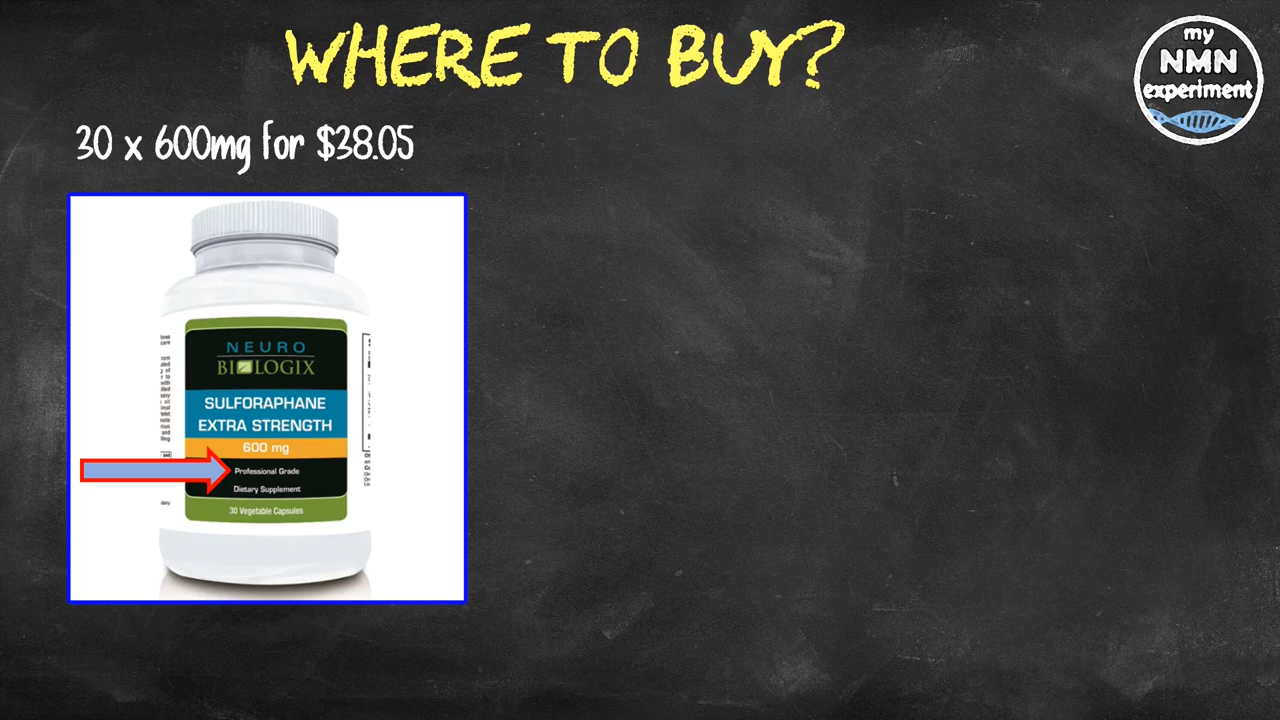 WHERE TO BUY?
my
NMN
experiment
30 x 600mg for $38.05
NEURO
BIOLOGIX
SULFORAPHANE
EXTRA STRENGTH
600 mg
Professional Grade
Dietary Supplement
30 Vegetable Capsules